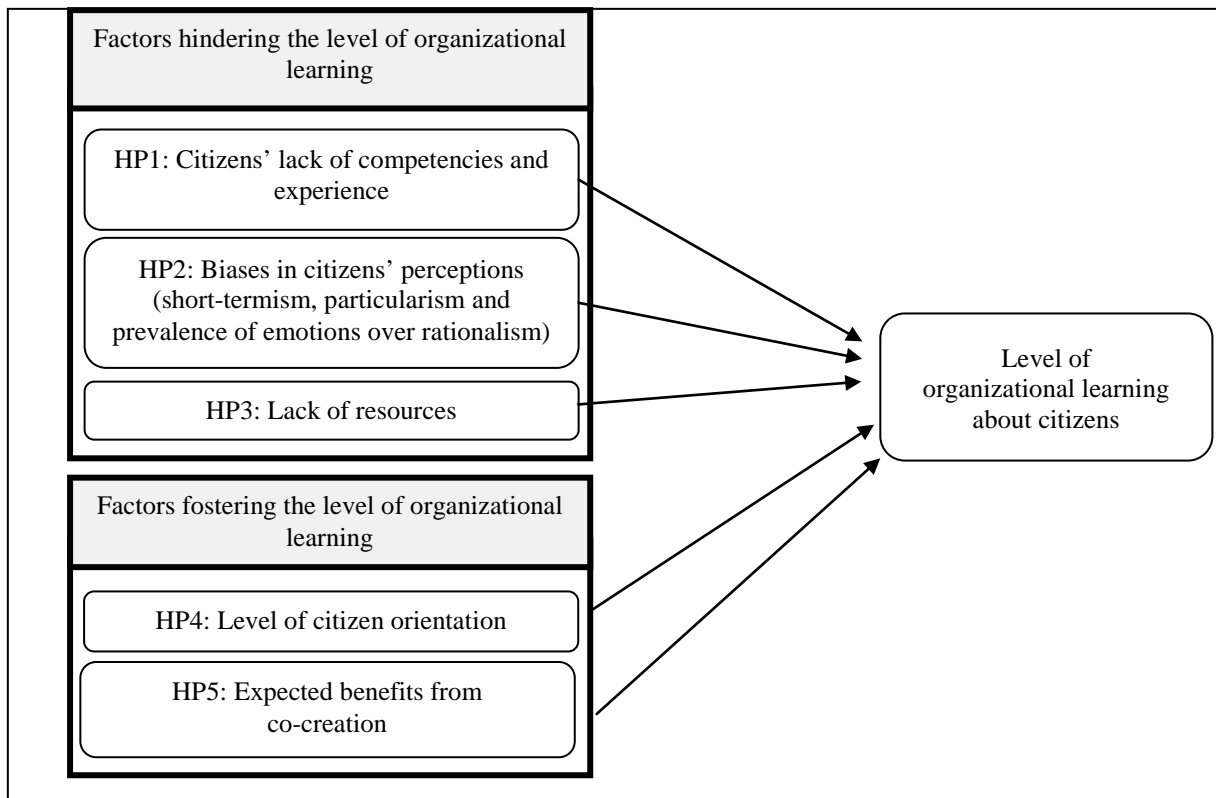 Factors hindering the level of organizational
learning
HP1: Citizens’ lack of competencies and
experience
HP2: Biases in citizens’ perceptions
(short-termism, particularism and
prevalence of emotions over rationalism)
HP3: Lack of resources
Factors fostering the level of organizational
learning
HP4: Level of citizen orientation
HP5: Expected benefits from
co-creation
Level of
organizational learning
about citizens